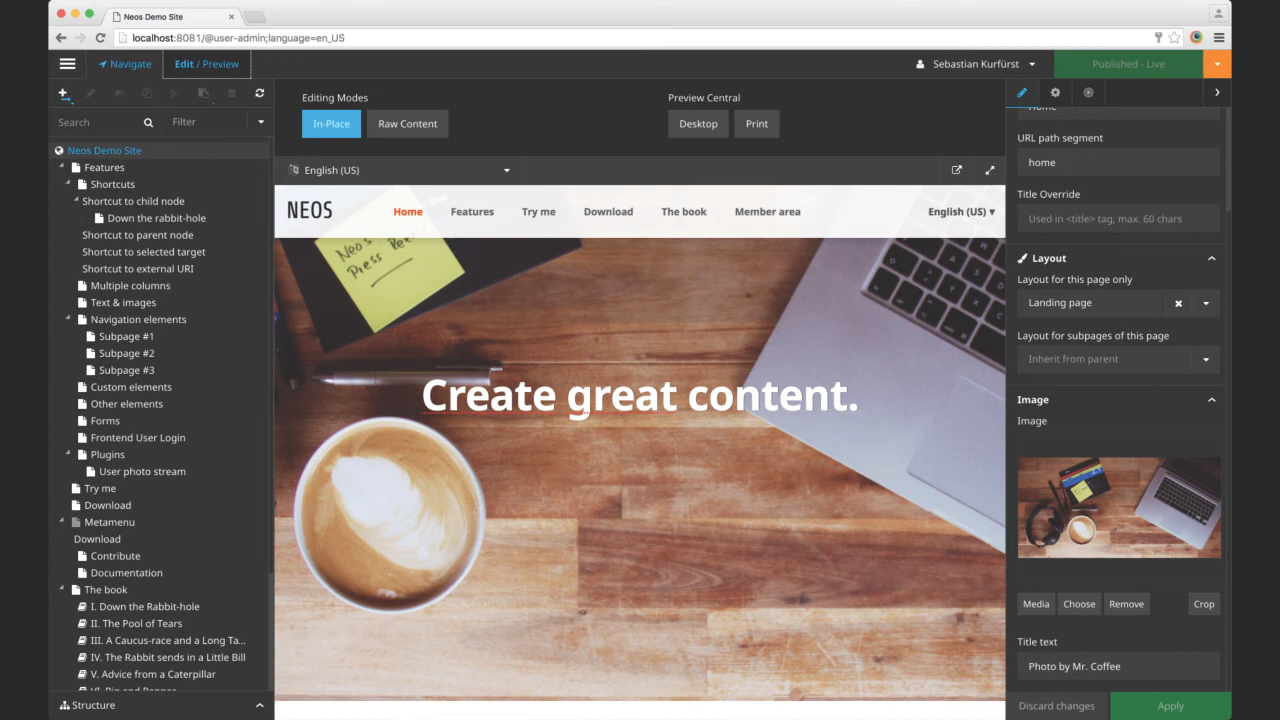 Neos Demo Site
localhost:8081/@user-admin;language=en_US
Navigate
Edit / Preview
Sebastian Kurfürst
Published - Live
Search
Filter
Neos Demo Site
Features
Shortcuts
Shortcut to child node
Down the rabbit-hole
Shortcut to parent node
Shortcut to selected target
Shortcut to external URI
Multiple columns
Text & images
Navigation elements
Subpage #1
Subpage #2
Subpage #3
Custom elements
Other elements
Forms
Frontend User Login
Plugins
User photo stream
Try me
Download
Metamenu
Download
Contribute
Documentation
The book
I. Down the Rabbit-hole
II. The Pool of Tears
III. A Caucus-race and a Long Ta...
IV. The Rabbit sends in a Little Bill
V. Advice from a Caterpillar
VI. Pig and Pepper
Structure
Editing Modes
In-Place
Raw Content
Preview Central
Desktop
Print
English (US)
NEOS
Home
Features
Try me
Download
The book
Member area
English (US) ▾
Neos
Press
Create great content.
Home
URL path segment
home
Title Override
Used in <title> tag, max. 60 chars
Layout
Layout for this page only
Landing page
Layout for subpages of this page
Inherit from parent
Image
Image
Media
Choose
Remove
Crop
Title text
Photo by Mr. Coffee
Discard changes
Apply